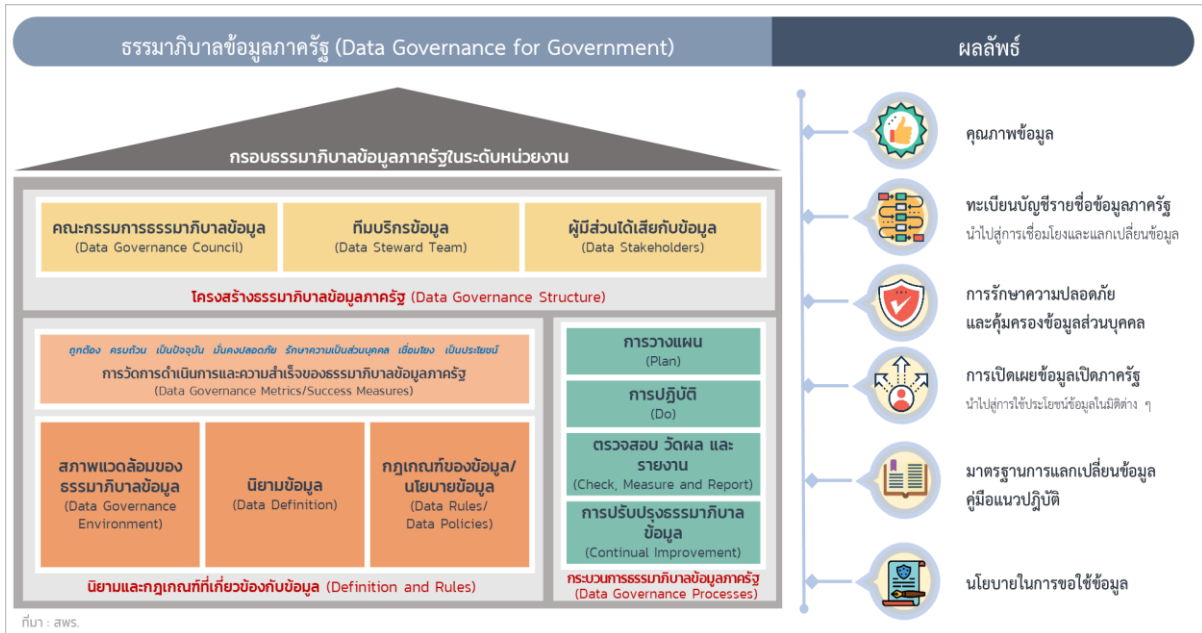 ธรรมาภิบาลข้อมูลภาครัฐ (Data Governance for Government)
ผลลัพธ์
กรอบธรรมาภิบาลข้อมูลภาครัฐในระดับหน่วยงาน
คณะกรรมการธรรมาภิบาลข้อมูล
(Data Governance Council)
ทีมบริกรข้อมูล
(Data Steward Team)
ผู้มีส่วนได้เสียกับข้อมูล
(Data Stakeholders)
โครงสร้างธรรมาภิบาลข้อมูลภาครัฐ (Data Governance Structure)
ถูกต้อง ครบถ้วน เป็นปัจจุบัน มั่นคงปลอดภัย รักษาความเป็นส่วนบุคคล เชื่อมโยง เป็นประโยชน์
การวัดการดำเนินการและความสำเร็จของธรรมาภิบาลข้อมูลภาครัฐ
(Data Governance Metrics/Success Measures)
สภาพแวดล้อมของ
ธรรมาภิบาลข้อมูล
(Data Governance
Environment)
นิยามข้อมูล
(Data Definition)
กฎเกณฑ์ของข้อมูล/
นโยบายข้อมูล
(Data Rules/
Data Policies)
นิยามและกฎเกณฑ์ที่เกี่ยวข้องกับข้อมูล (Definition and Rules)
การวางแผน
(Plan)
การปฏิบัติ
(Do)
ตรวจสอบ วัดผล และ
รายงาน
(Check, Measure and Report)
การปรับปรุงธรรมาภิบาล
ข้อมูล
(Continual Improvement)
กระบวนการธรรมาภิบาลข้อมูลภาครัฐ
(Data Governance Processes)
คุณภาพข้อมูล
ทะเบียนบัญชีรายชื่อข้อมูลภาครัฐ
นำไปสู่การเชื่อมโยงและแลกเปลี่ยนข้อมูล
การรักษาความปลอดภัย
และคุ้มครองข้อมูลส่วนบุคคล
การเปิดเผยข้อมูลเปิดภาครัฐ
นำไปสู่การใช้ประโยชน์ข้อมูลในมิติต่าง ๆ
มาตรฐานการแลกเปลี่ยนข้อมูล
คู่มือแนวปฏิบัติ
นโยบายในการขอใช้ข้อมูล
ที่มา : สพร.